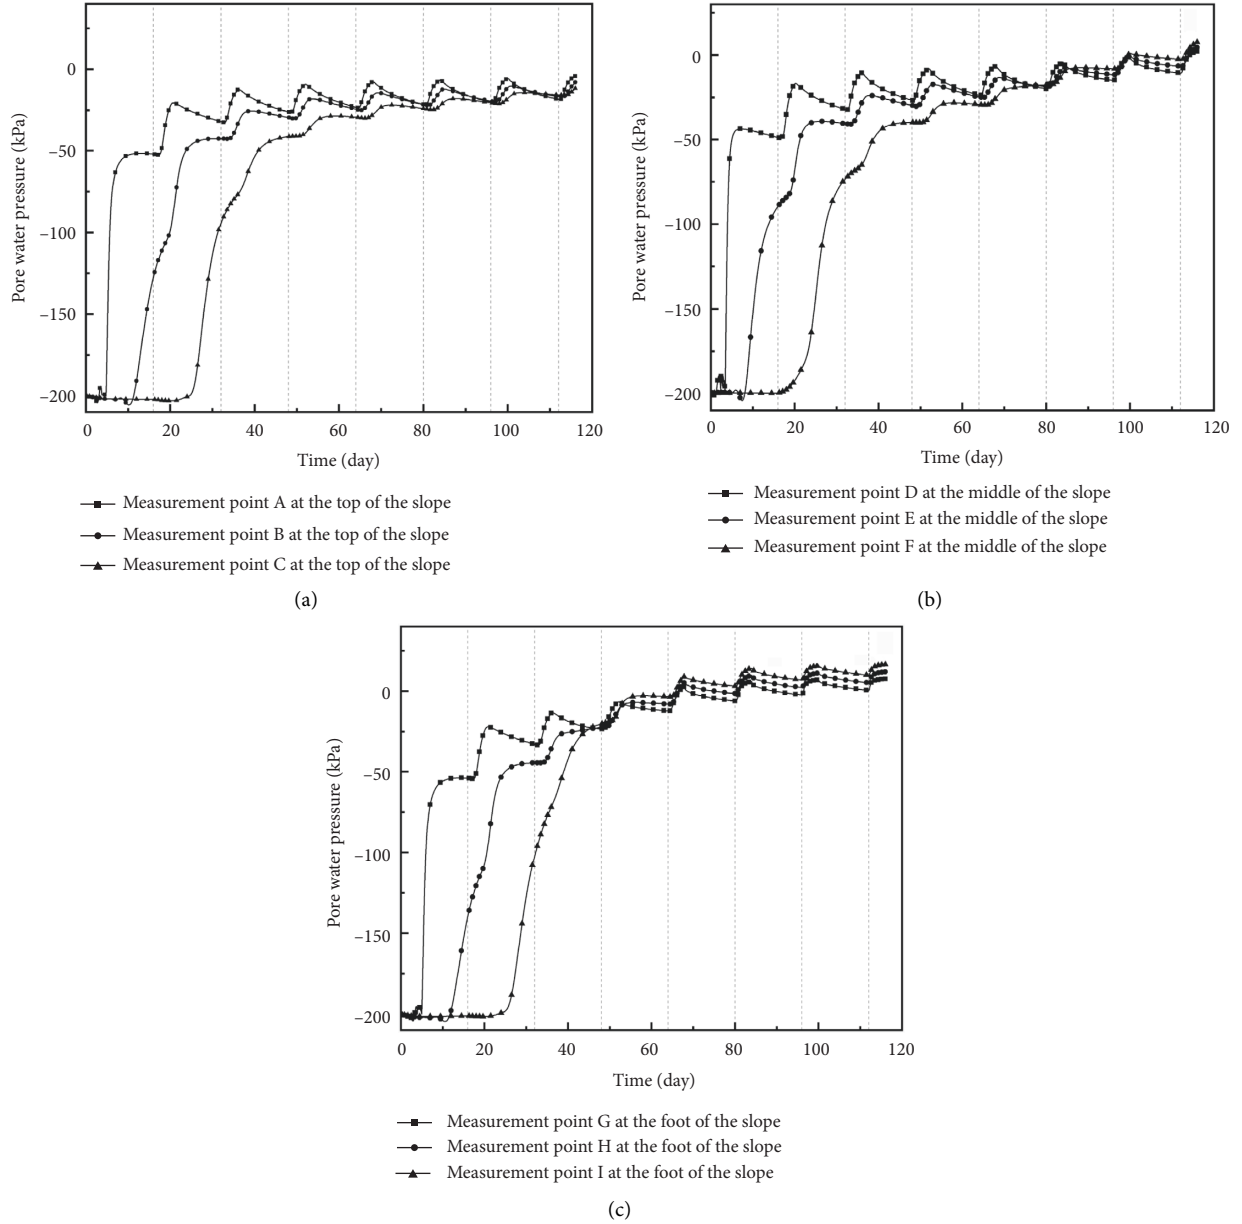 0
−50
−100
−150
−200
Pore water pressure (kPa)
0 20 40 60 80 100 120
Time (day)
Measurement point A at the top of the slope
Measurement point B at the top of the slope
Measurement point C at the top of the slope
(a)
0
−50
−100
−150
−200
Pore water pressure (kPa)
0 20 40 60 80 100 120
Time (day)
Measurement point D at the middle of the slope
Measurement point E at the middle of the slope
Measurement point F at the middle of the slope
(b)
0
−50
−100
−150
−200
Pore water pressure (kPa)
0 20 40 60 80 100 120
Time (day)
Measurement point G at the foot of the slope
Measurement point H at the foot of the slope
Measurement point I at the foot of the slope
(c)